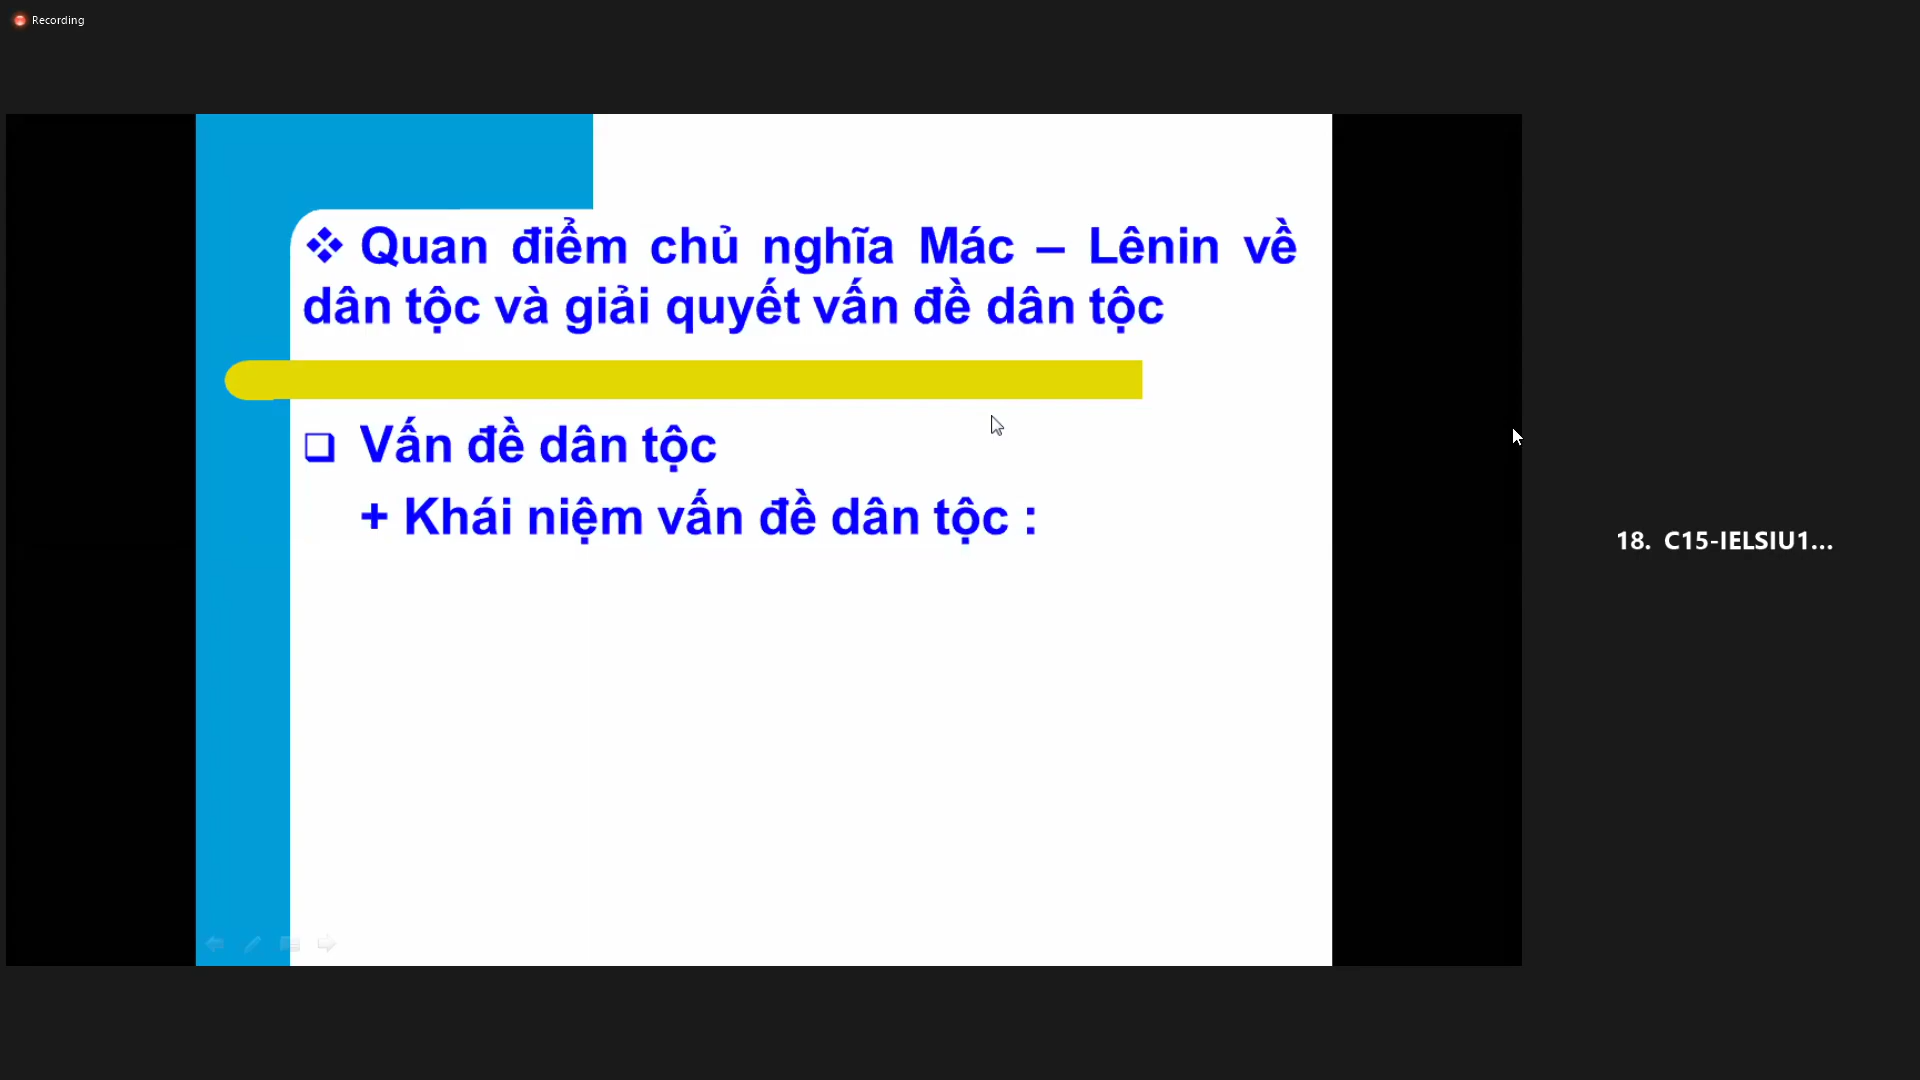 Recording
❖ Quan điểm chủ nghĩa Mác – Lênin về
dân tộc và giải quyết vấn đề dân tộc
❑ Vấn đề dân tộc
+ Khái niệm vấn đề dân tộc :
18. C15-IELSIU1...